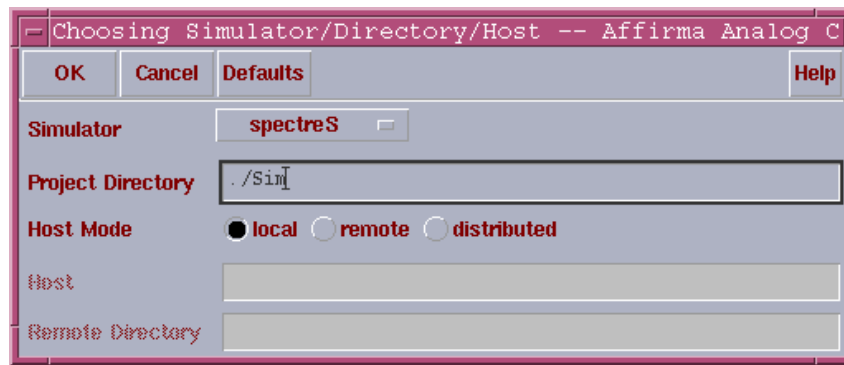 Choosing Simulator/Directory/Host -- Affirma Analog C
OK Cancel Defaults Help
Simulator spectreS
Project Directory ./Sim
Host Mode local remote distributed
Host
Remote Directory